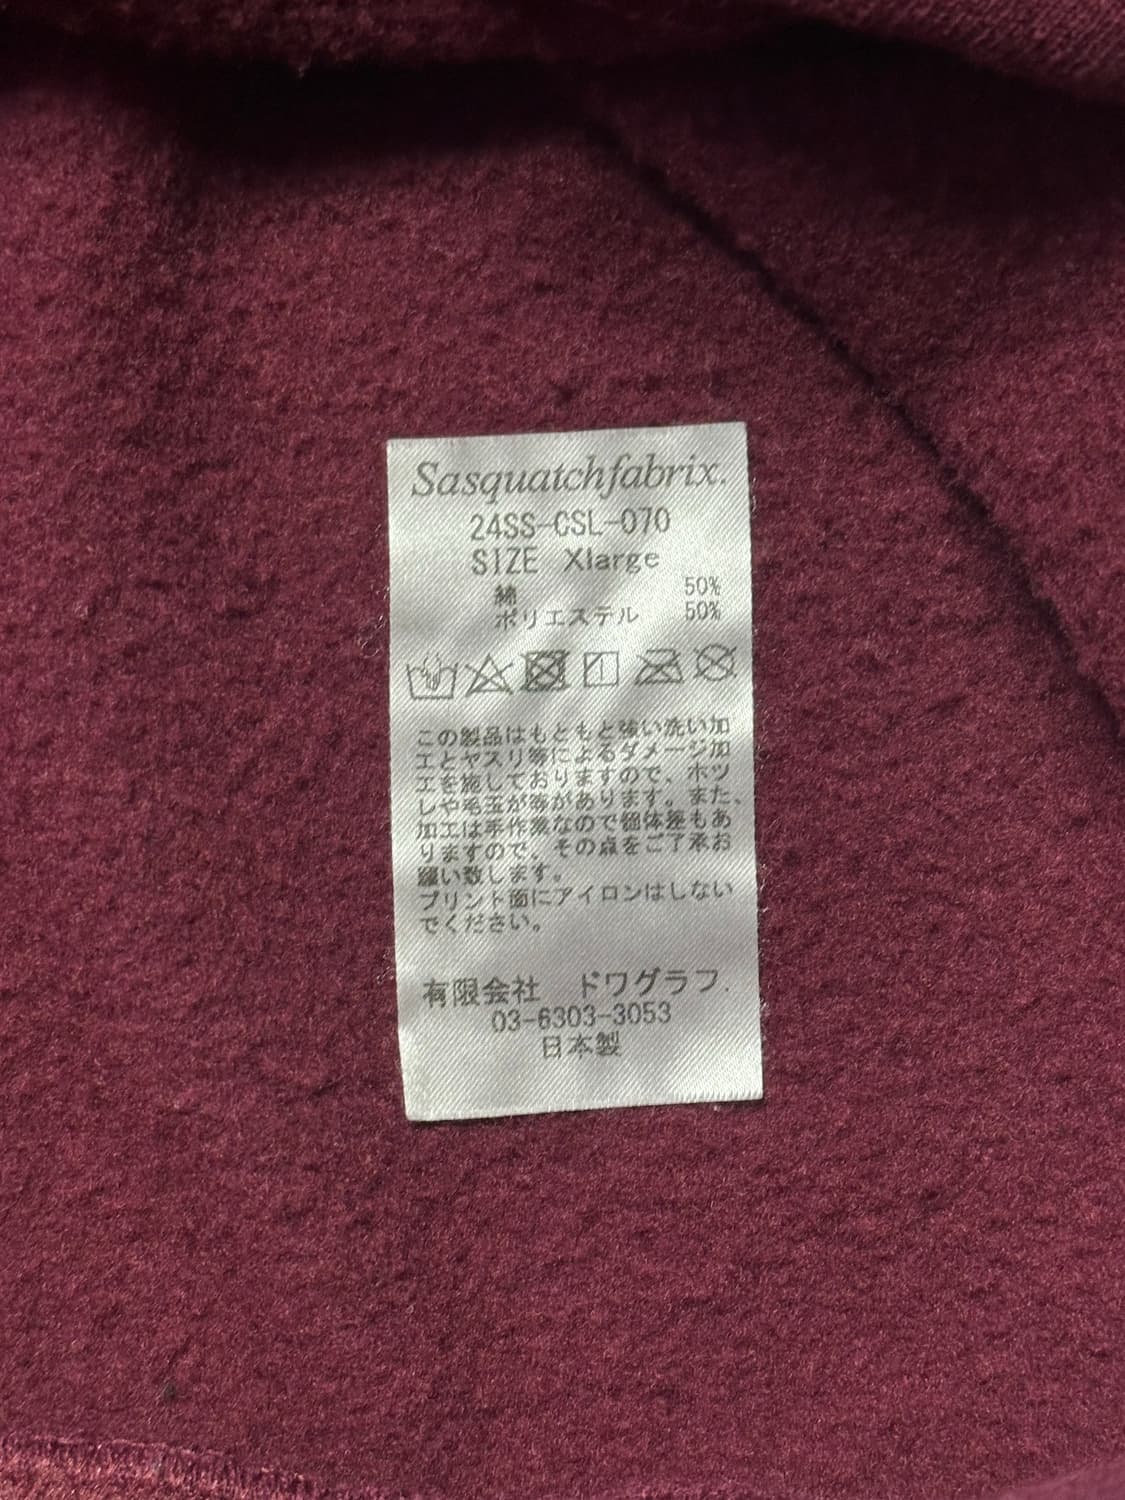 Sasquatchfabrix.
24SS-CSL-070
SIZE Xlarge
綿 50%
ポリエステル 50%
この製品はもともと強い洗い加
工とヤスリ等によるダメージ加
工を施しておりますので、ホツ
レや毛玉が等があります。また、
加工は手作業なので個体差もあ
りますので、その点をご了承お
願い致します。
プリント面にアイロンはしない
でください。
有限会社 ドワグラフ.
03-6303-3053
日本製